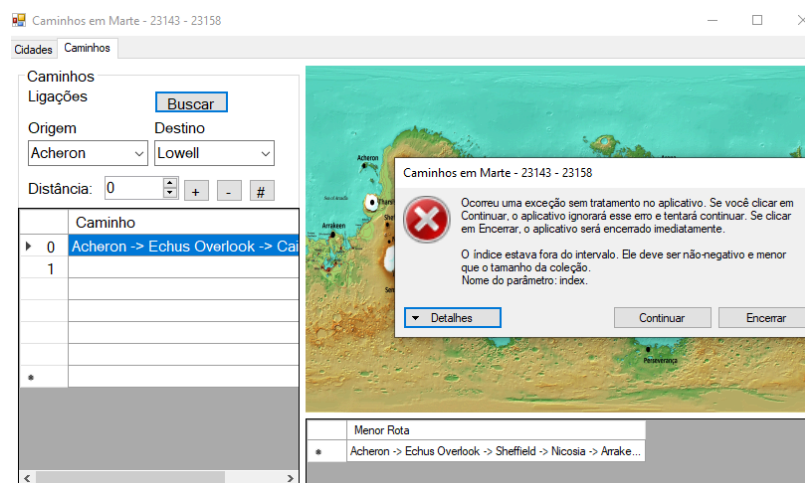 Caminhos em Marte - 23143 - 23158
Cidades Caminhos
Caminhos
Ligações
Buscar
Origem Destino
Acheron Lowell
Distância: 0 + - #
Caminho
0 Acheron -> Echus Overlook -> Cai
1
*
Acheron
Arrakeen
Perseverança
Caminhos em Marte - 23143 - 23158
Ocorreu uma exceção sem tratamento no aplicativo. Se você clicar em
Continuar, o aplicativo ignorará esse erro e tentará continuar. Se clicar
em Encerrar, o aplicativo será encerrado imediatamente.
O índice estava fora do intervalo. Ele deve ser não-negativo e menor
que o tamanho da coleção.
Nome do parâmetro: index.
Detalhes Continuar Encerrar
Menor Rota
* Acheron -> Echus Overlook -> Sheffield -> Nicosia -> Arrake...